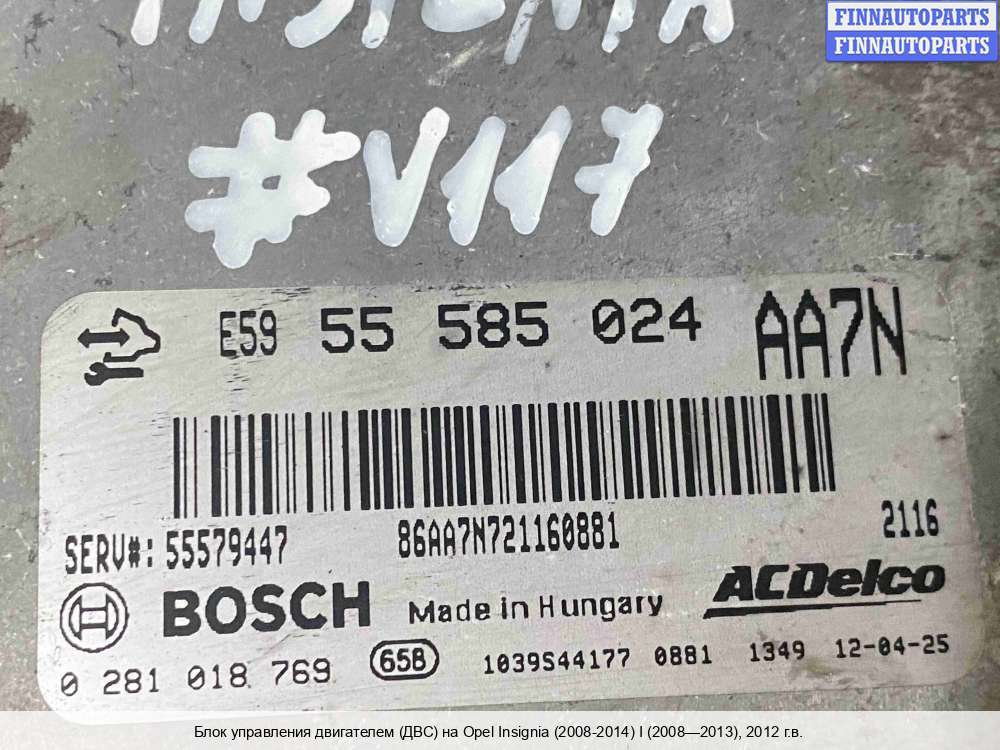 INSIGNIA
FINNAUTOPARTS
FINNAUTOPARTS
#V117
E59 55 585 024 AA7N
SERV#: 55579447 86AA7N721160881 2116
BOSCH Made in Hungary ACDelco
0 281 018 769 65B 1039S44177 0881 1349 12-04-25
Блок управления двигателем (ДВС) на Opel Insignia (2008-2014) I (2008—2013), 2012 г.в.